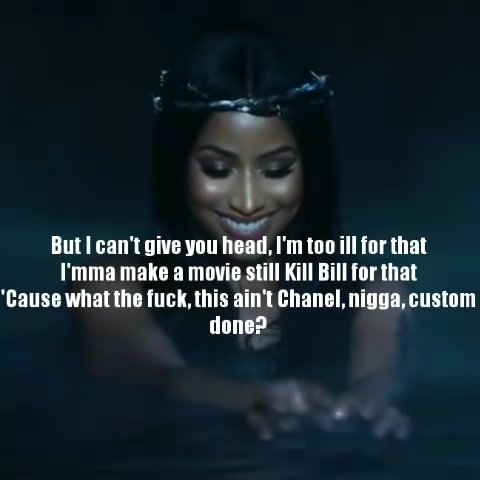 But I can't give you head, I'm too ill for that
I'mma make a movie still Kill Bill for that
'Cause what the fuck, this ain't Chanel, nigga, custom
done?